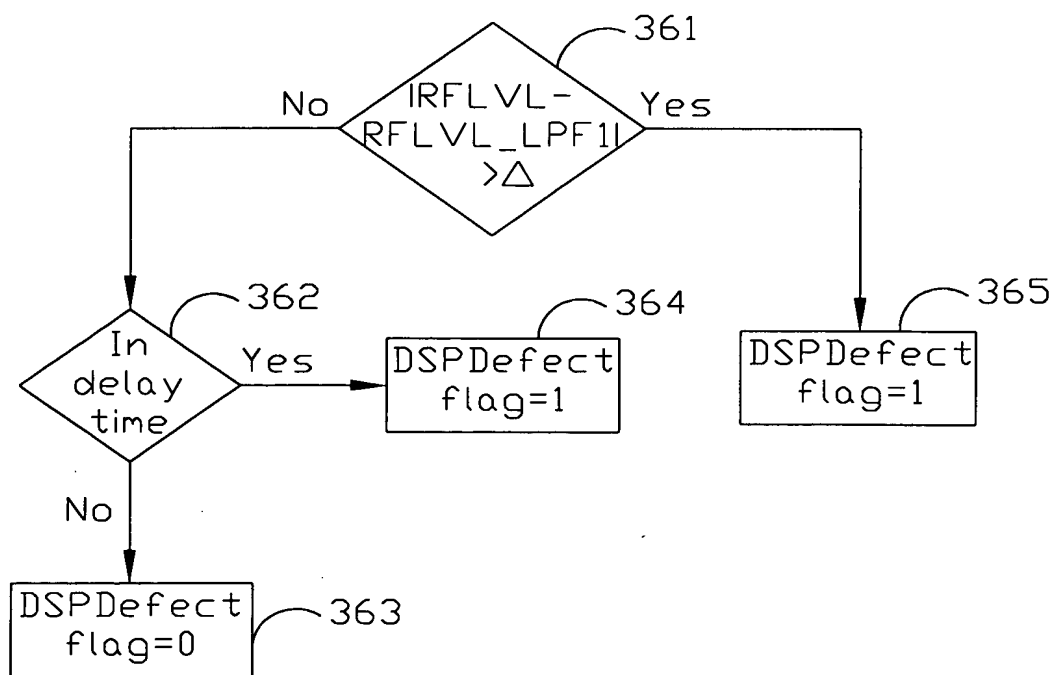 361
No
|RFLVL-
RFLVL_LPF1|
>△
Yes
362
In
delay
time
Yes
364
DSPDefect
flag=1
365
DSPDefect
flag=1
No
DSPDefect
flag=0
363